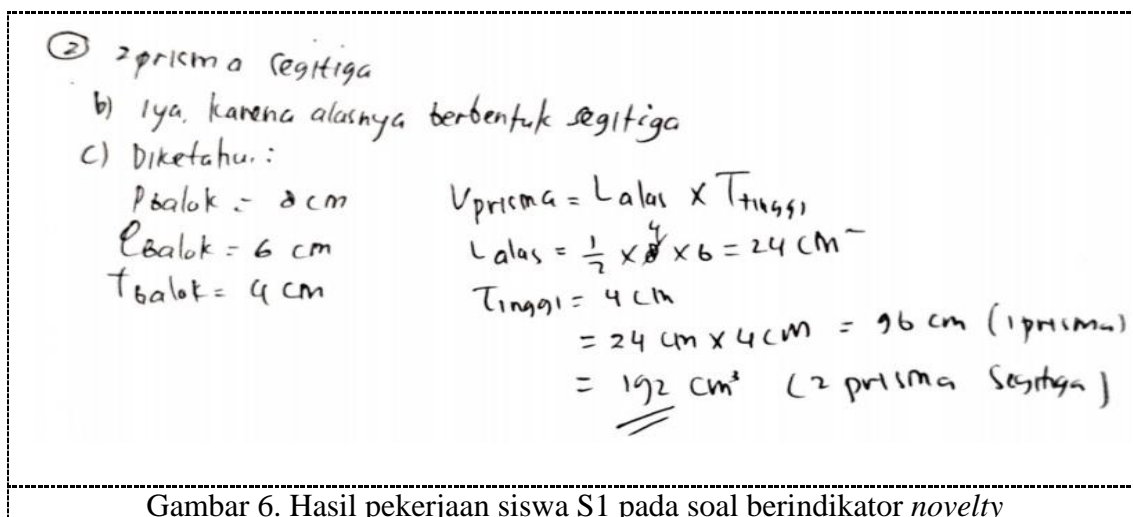 ② 2 prisma segitiga
b) Iya, karena alasnya berbentuk segitiga
c) Diketahui:
P balok = 8 cm
l Balok = 6 cm
T balok = 4 cm
V prisma = L alas x T tinggi
L alas = 1/2 x 8 4 x 6 = 24 cm
Tinggi = 4 cm
= 24 cm x 4 cm = 96 cm (1 prisma)
= 192 cm³ (2 prisma segitiga)
Gambar 6. Hasil pekerjaan siswa S1 pada soal berindikator novelty